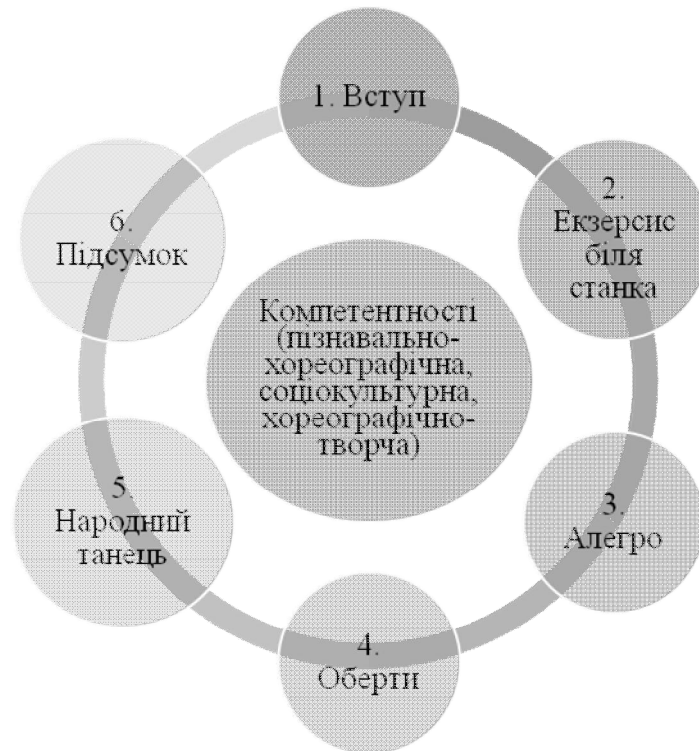 1. Вступ
2.
Екзерсис
біля
станка
3.
Алегро
4.
Оберти
5.
Народний
танець
6.
Підсумок
Компетентності
(пізнавально-
хореографічна,
соціокультурна,
хореографічно-
творча)